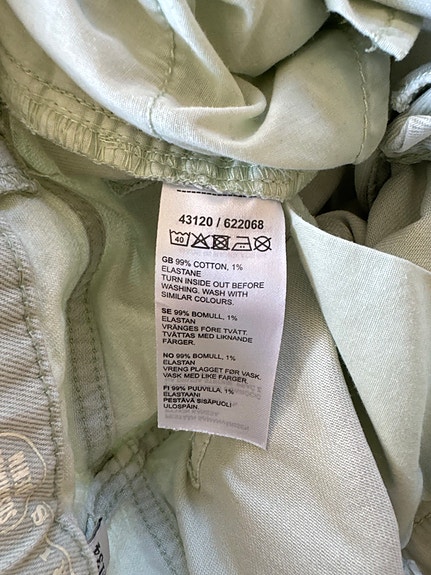 43120 / 622068
40
GB 99% COTTON, 1%
ELASTANE
TURN INSIDE OUT BEFORE
WASHING. WASH WITH
SIMILAR COLOURS.
SE 99% BOMULL, 1%
ELASTAN
VRÄNGES FÖRE TVÄTT.
TVÄTTAS MED LIKNANDE
FÄRGER.
NO 99% BOMULL, 1%
ELASTAN
VRENG PLAGGET FØR VASK.
VASK MED LIKE FARGER.
FI 99% PUUVILLA, 1%
ELASTAANI
PESTÄVÄ SISÄPUOLI
ULOSPÄIN.